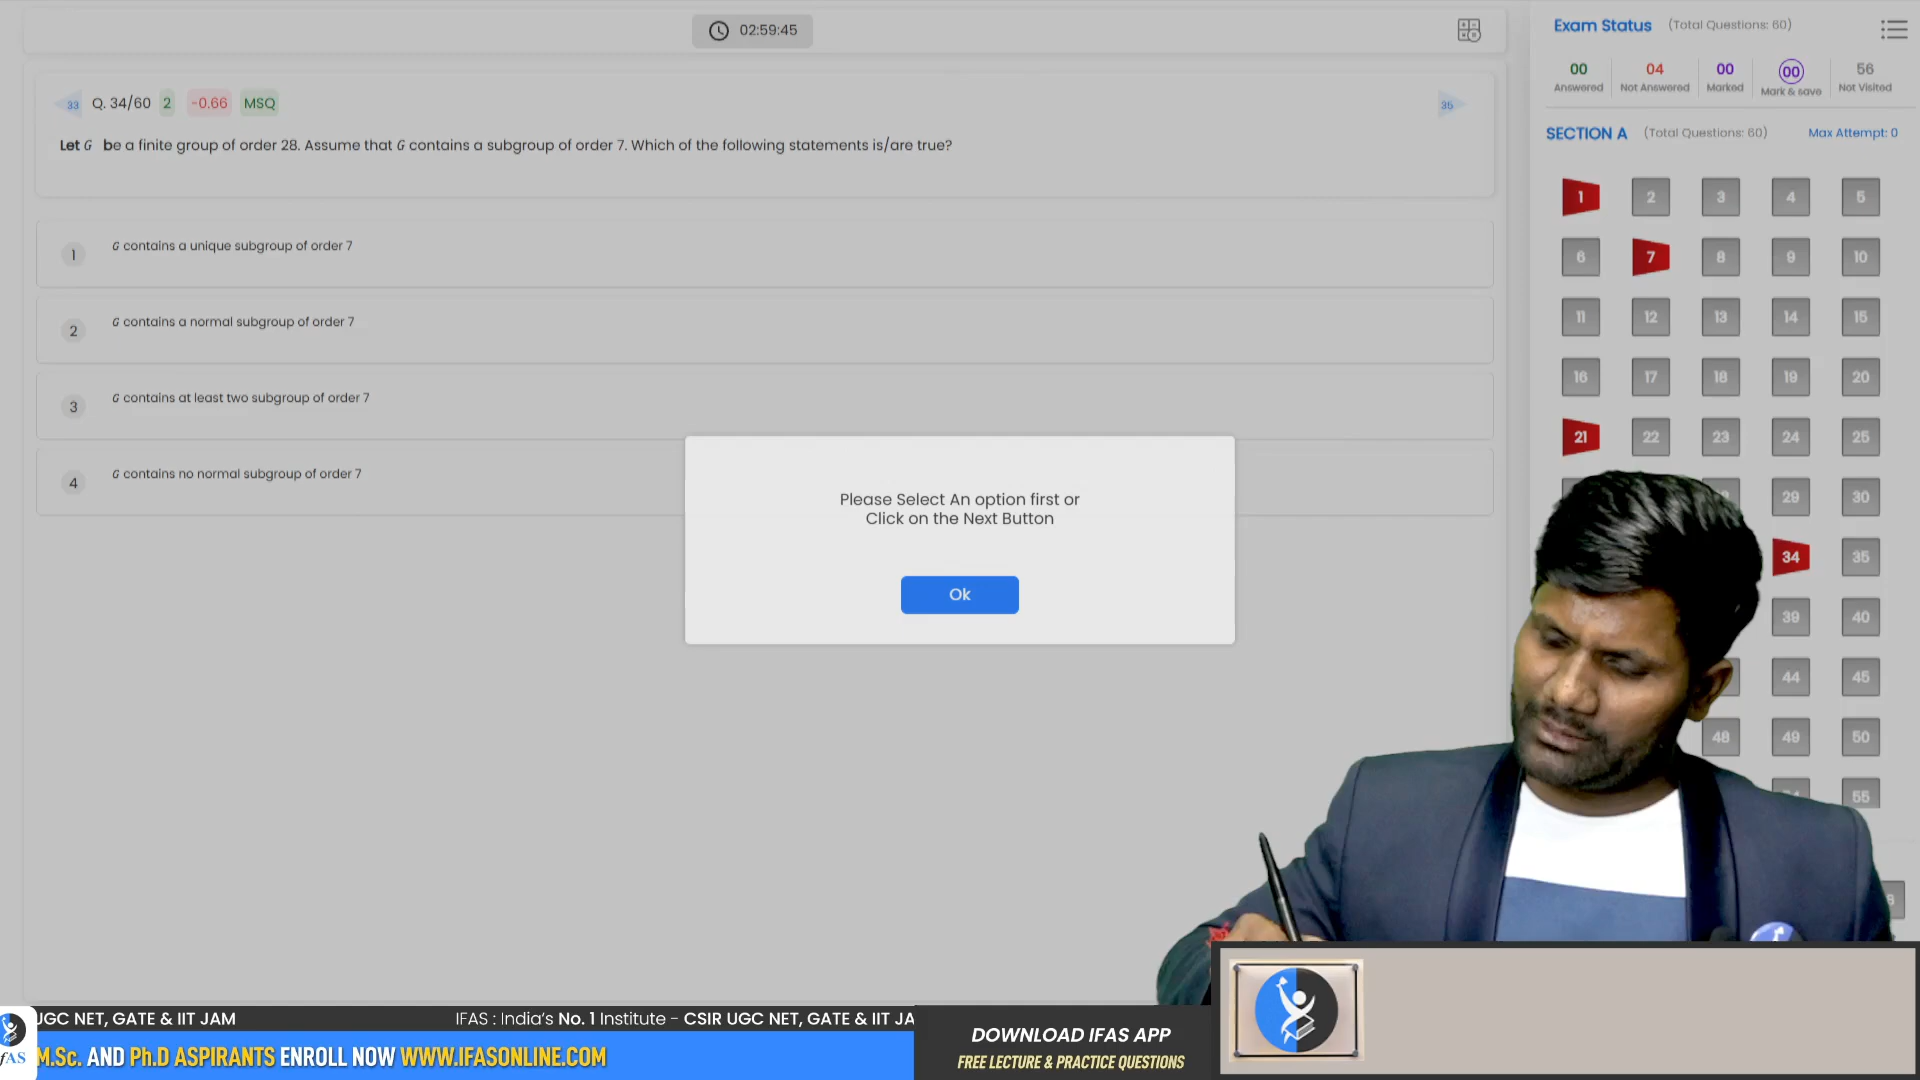 02:59:45
33 Q. 34/60 2 -0.66 MSQ 35
Let G be a finite group of order 28. Assume that G contains a subgroup of order 7. Which of the following statements is/are true?
1 G contains a unique subgroup of order 7
2 G contains a normal subgroup of order 7
3 G contains at least two subgroup of order 7
4 G contains no normal subgroup of order 7
Please Select An option first or
Click on the Next Button
Ok
Exam Status (Total Questions: 60)
00 04 00 00 56
Answered Not Answered Marked Mark & save Not Visited
SECTION A (Total Questions: 60) Max Attempt: 0
1 2 3 4 5
6 7 8 9 10
11 12 13 14 15
16 17 18 19 20
21 22 23 24 25
29 30
34 35
39 40
44 45
48 49 50
55
UGC NET, GATE & IIT JAM IFAS : India's No. 1 Institute - CSIR UGC NET, GATE & IIT JA
M.Sc. AND Ph.D ASPIRANTS ENROLL NOW WWW.IFASONLINE.COM
DOWNLOAD IFAS APP
FREE LECTURE & PRACTICE QUESTIONS